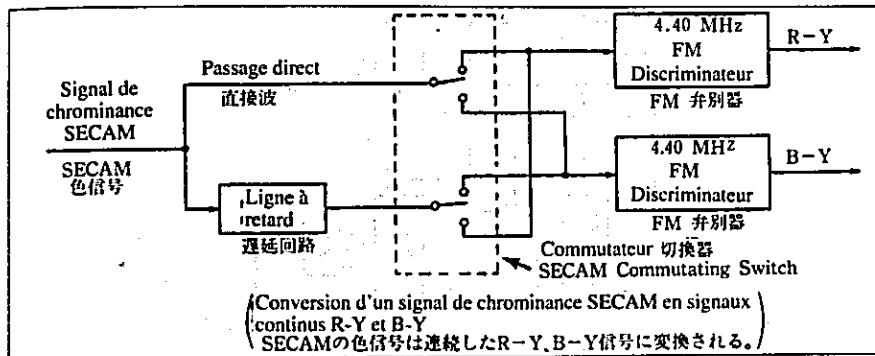 Signal de
chrominance
SECAM
SECAM
色信号
Passage direct
直接波
Ligne à
retard
遅延回路
4.40 MHz
FM
Discriminateur
FM 弁別器
R-Y
4.40 MHz
FM
Discriminateur
FM 弁別器
B-Y
Commutateur 切換器
SECAM Commutating Switch
(Conversion d'un signal de chrominance SECAM en signaux
continus R-Y et B-Y
SECAMの色信号は連続したR-Y、B-Y信号に変換される。)